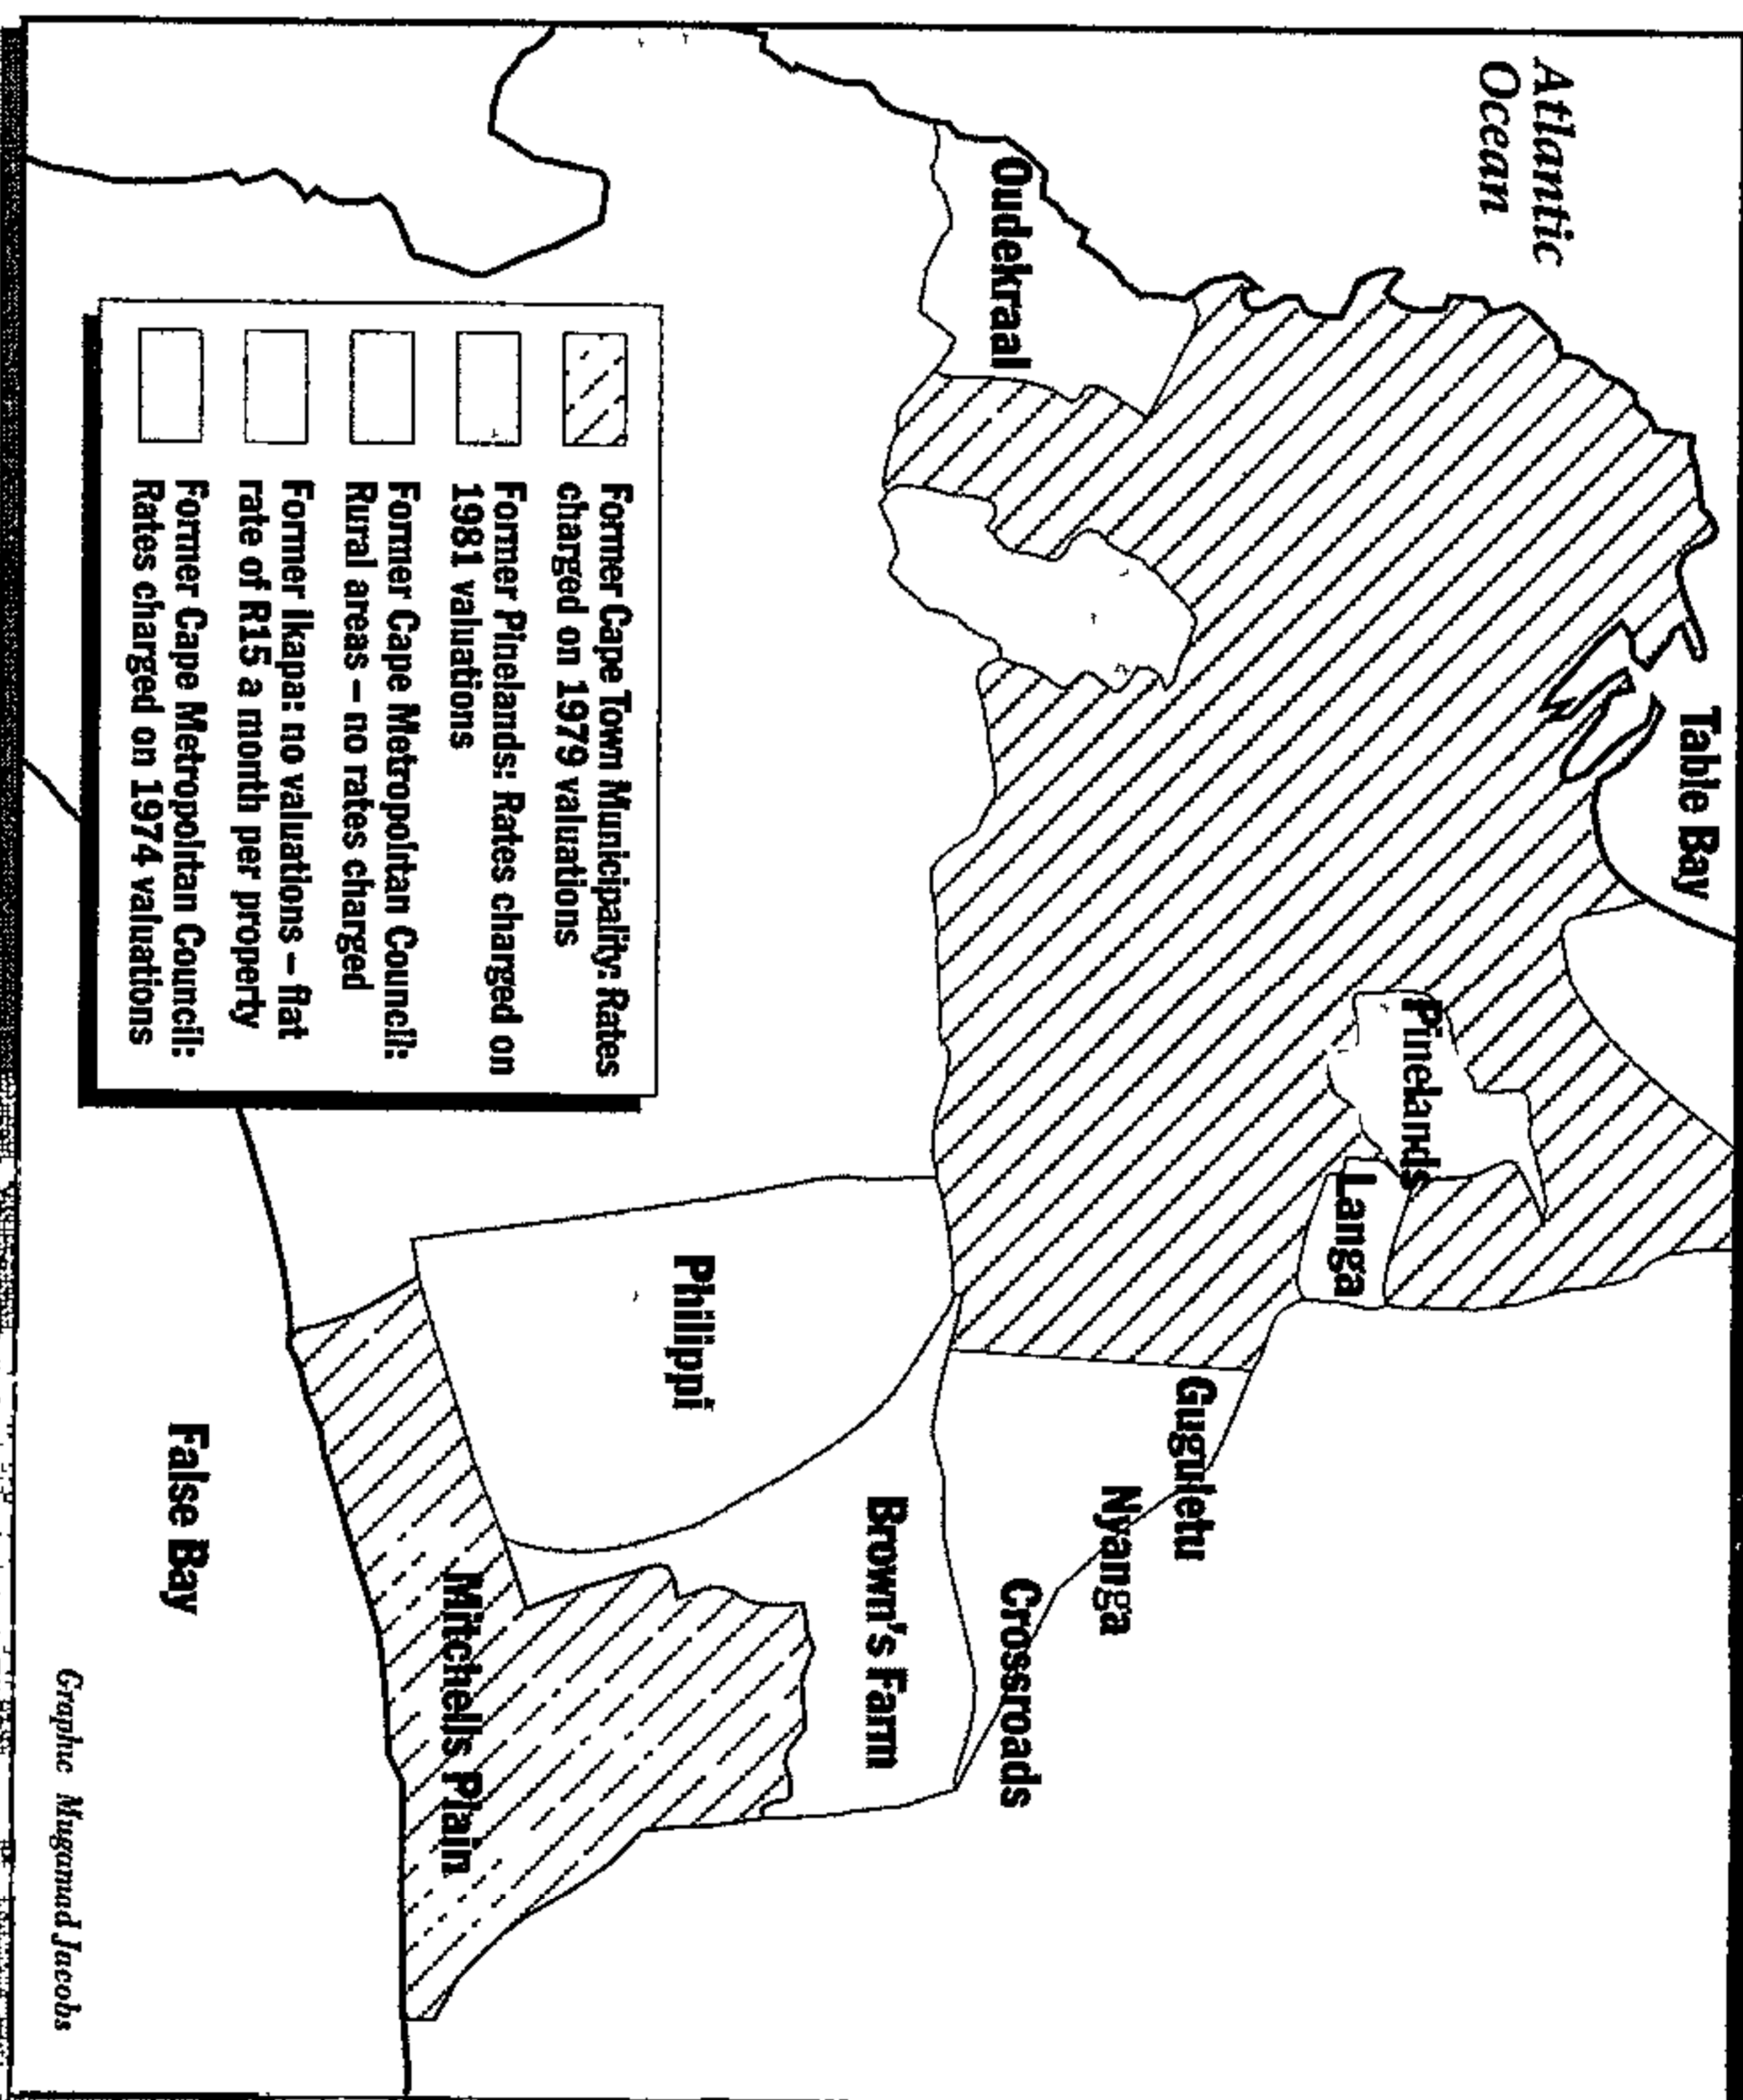 Atlantic
Ocean
Table Bay
Oudekraal
Pinelands
Langa
Guguletu
Nyanga
Crossroads
Brown's Farm
Philippi
Mitchells Plain
False Bay
Former Cape Town Municipality: Rates
charged on 1979 valuations
Former Pinelands: Rates charged on
1981 valuations
Former Cape Metropolitan Council:
Rural areas – no rates charged
Former Ikapa: no valuations – flat
rate of R15 a month per property
Former Cape Metropolitan Council:
Rates charged on 1974 valuations
Graphic Mugamad Jacobs